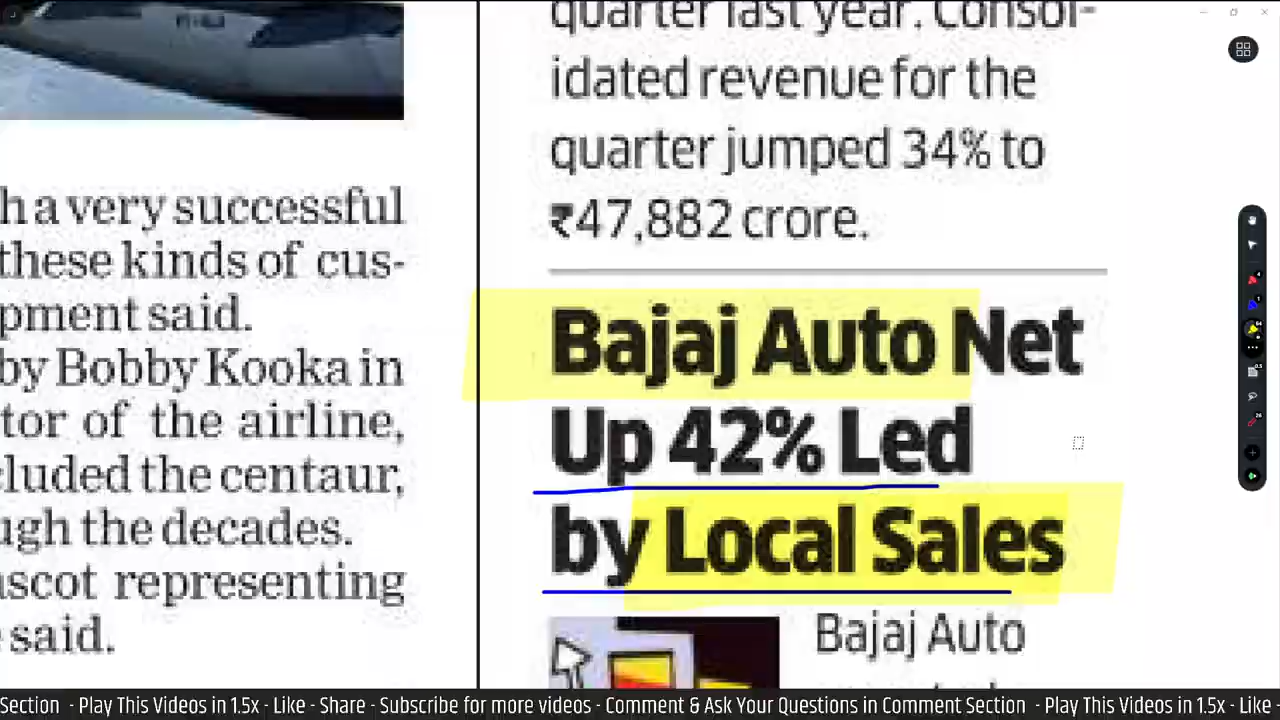 h a very successful
these kinds of cus-
pment said.
by Bobby Kooka in
tor of the airline,
cluded the centaur,
ugh the decades.
ascot representing
said.
quarter last year. Consol-
idated revenue for the
quarter jumped 34% to
₹47,882 crore.
Bajaj Auto Net
Up 42% Led
by Local Sales
Bajaj Auto
Section - Play This Videos in 1.5x - Like - Share - Subscribe for more videos - Comment & Ask Your Questions in Comment Section - Play This Videos in 1.5x - Like -